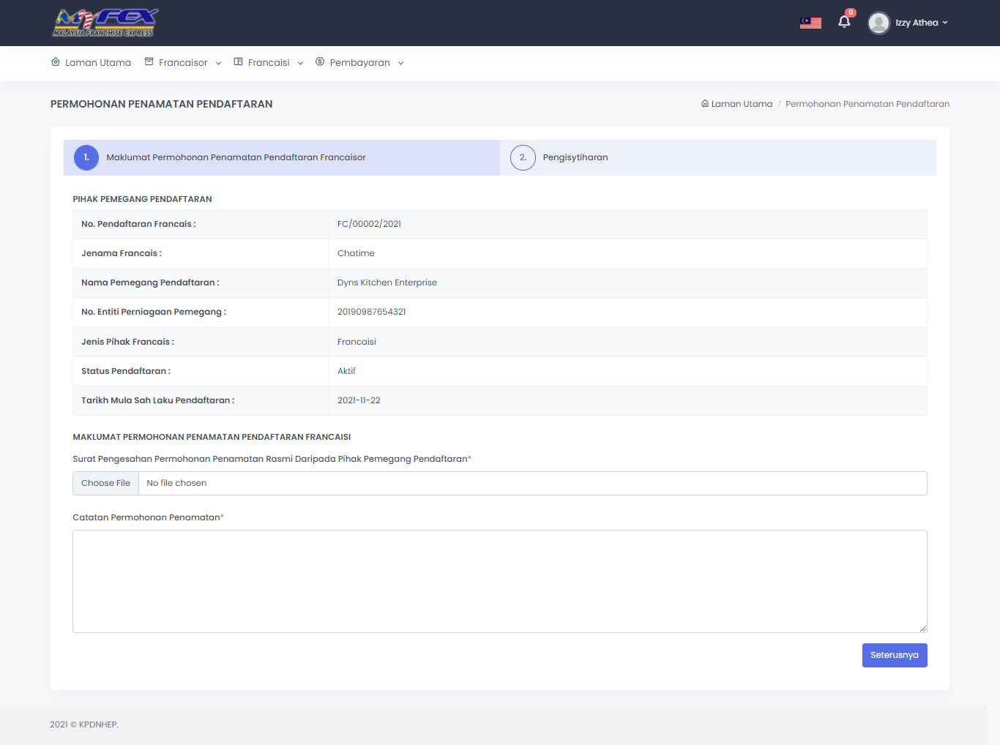 MyFEX
MALAYSIA FRANCHISE EXPRESS
0
Izzy Athea
Laman Utama
Francaisor
Francaisi
Pembayaran
PERMOHONAN PENAMATAN PENDAFTARAN
Laman Utama / Permohonan Penamatan Pendaftaran
1. Maklumat Permohonan Penamatan Pendaftaran Francaisor
2. Pengisytiharan
PIHAK PEMEGANG PENDAFTARAN
No. Pendaftaran Francais : FC/00002/2021
Jenama Francais : Chatime
Nama Pemegang Pendaftaran : Dyns Kitchen Enterprise
No. Entiti Perniagaan Pemegang : 20190987654321
Jenis Pihak Francais : Francaisi
Status Pendaftaran : Aktif
Tarikh Mula Sah Laku Pendaftaran : 2021-11-22
MAKLUMAT PERMOHONAN PENAMATAN PENDAFTARAN FRANCAISI
Surat Pengesahan Permohonan Penamatan Rasmi Daripada Pihak Pemegang Pendaftaran*
Choose File No file chosen
Catatan Permohonan Penamatan*
Seterusnya
2021 © KPDNHEP.